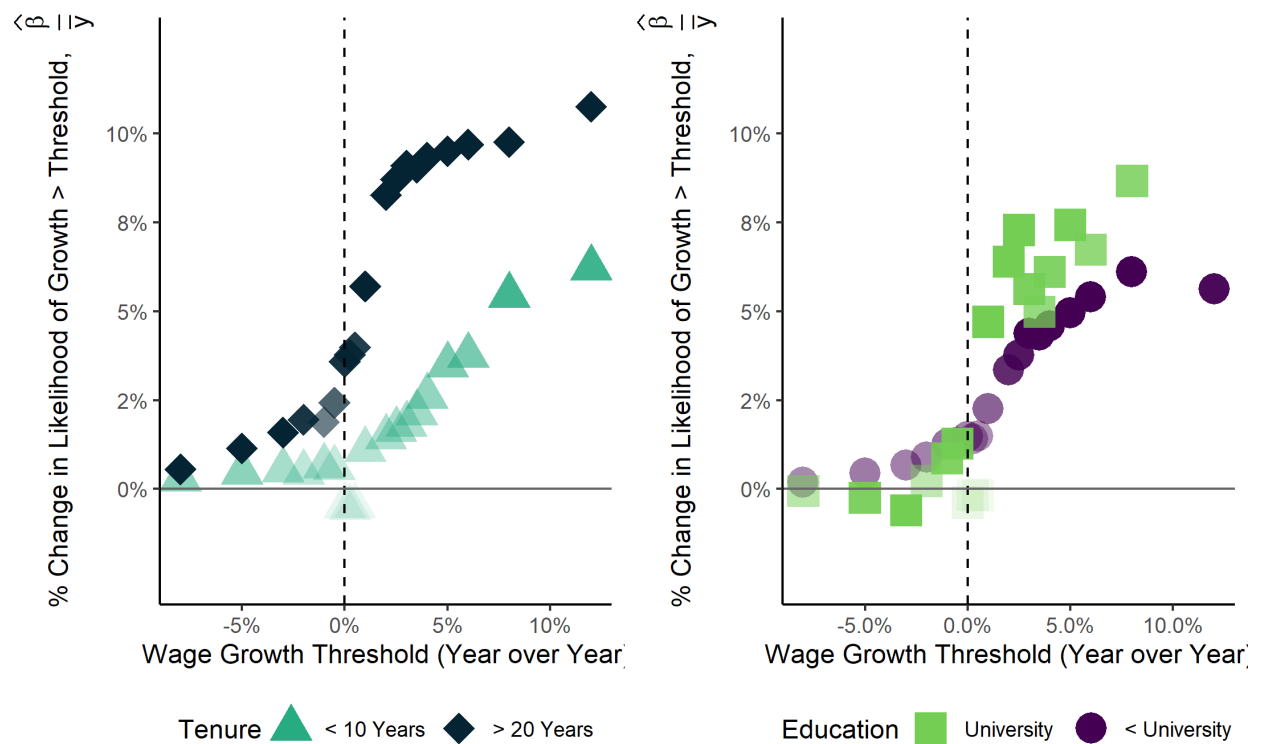 % Change in Likelihood of Growth > Threshold, β̂ / y̅
10%
8%
5%
2%
0%
-5%
0%
5%
10%
Wage Growth Threshold (Year over Year)
Tenure
< 10 Years
> 20 Years
% Change in Likelihood of Growth > Threshold, β̂ / y̅
10%
8%
5%
2%
0%
-5.0%
0.0%
5.0%
10.0%
Wage Growth Threshold (Year over Year)
Education
University
< University